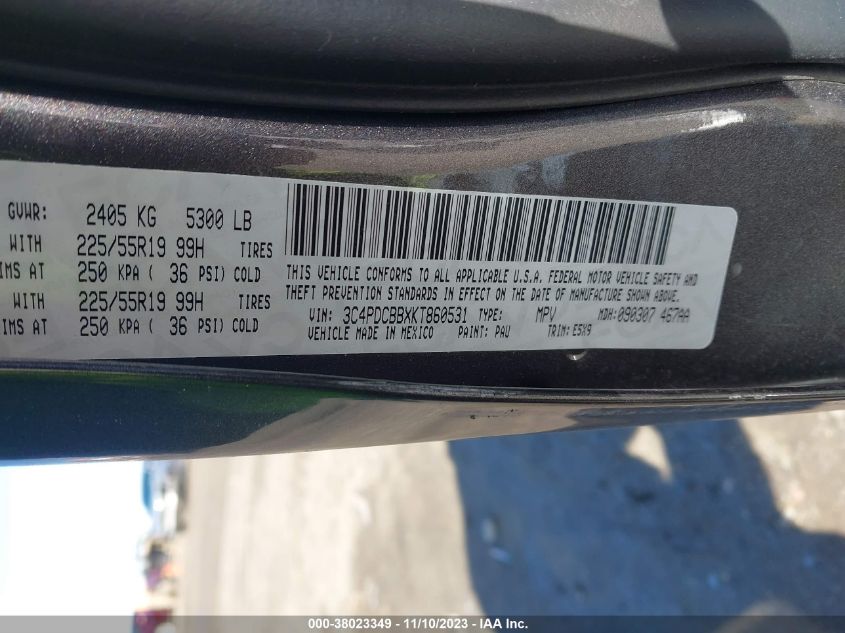 GVWR: 2405 KG 5300 LB
WITH 225/55R19 99H TIRES
IMS AT 250 KPA ( 36 PSI) COLD
WITH 225/55R19 99H TIRES
IMS AT 250 KPA ( 36 PSI) COLD
THIS VEHICLE CONFORMS TO ALL APPLICABLE U.S.A. FEDERAL MOTOR VEHICLE SAFETY AND
THEFT PREVENTION STANDARDS IN EFFECT ON THE DATE OF MANUFACTURE SHOWN ABOVE.
VIN: 3C4PDCBBXKT860531 TYPE: MPV MDH: 090307 467AA
VEHICLE MADE IN MEXICO PAINT: PAU TRIM: E5X9
000-38023349 - 11/10/2023 - IAAI.COM